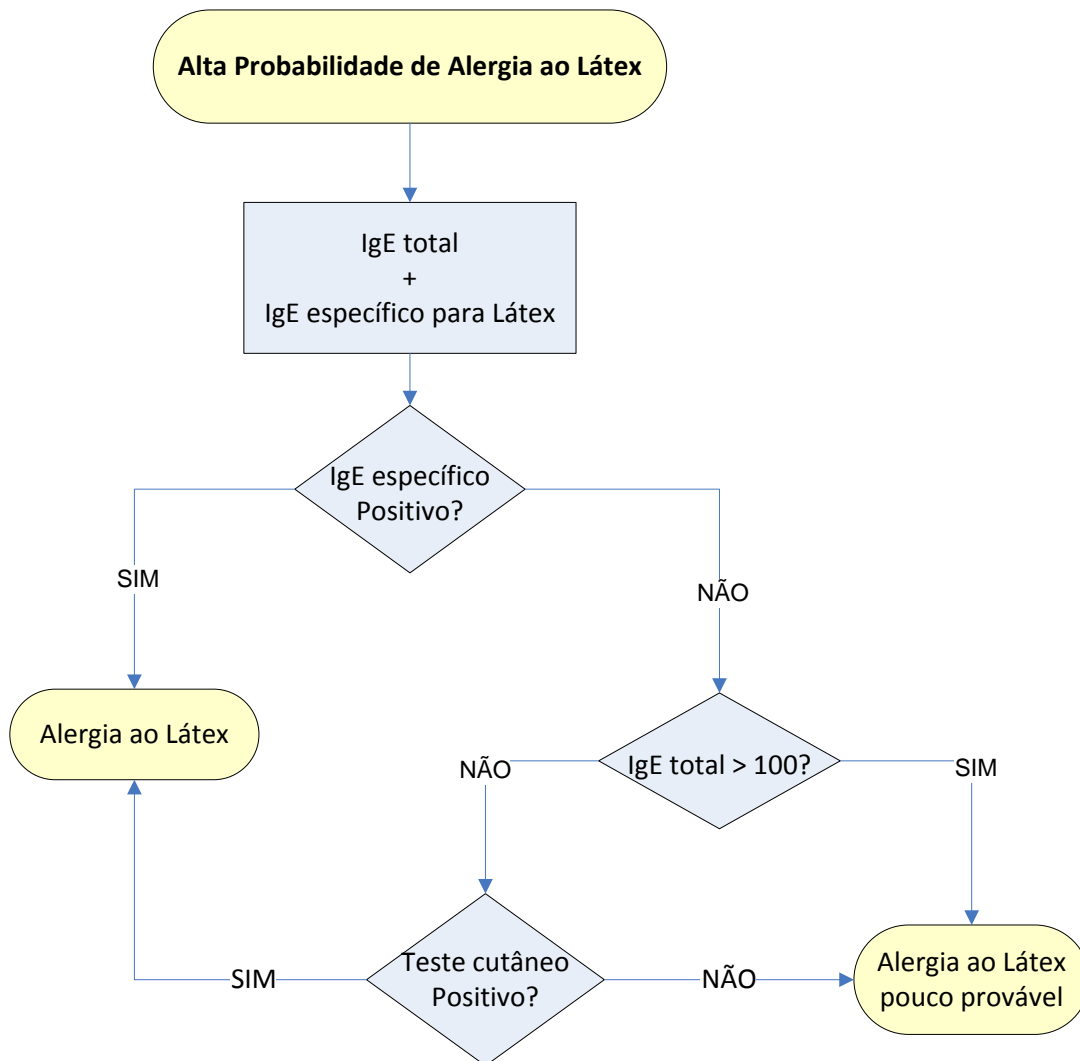 Alta Probabilidade de Alergia ao Látex
IgE total
+
IgE específico para Látex
IgE específico
Positivo?
SIM
NÃO
Alergia ao Látex
NÃO
IgE total > 100?
SIM
Teste cutâneo
Positivo?
SIM
NÃO
Alergia ao Látex
pouco provável